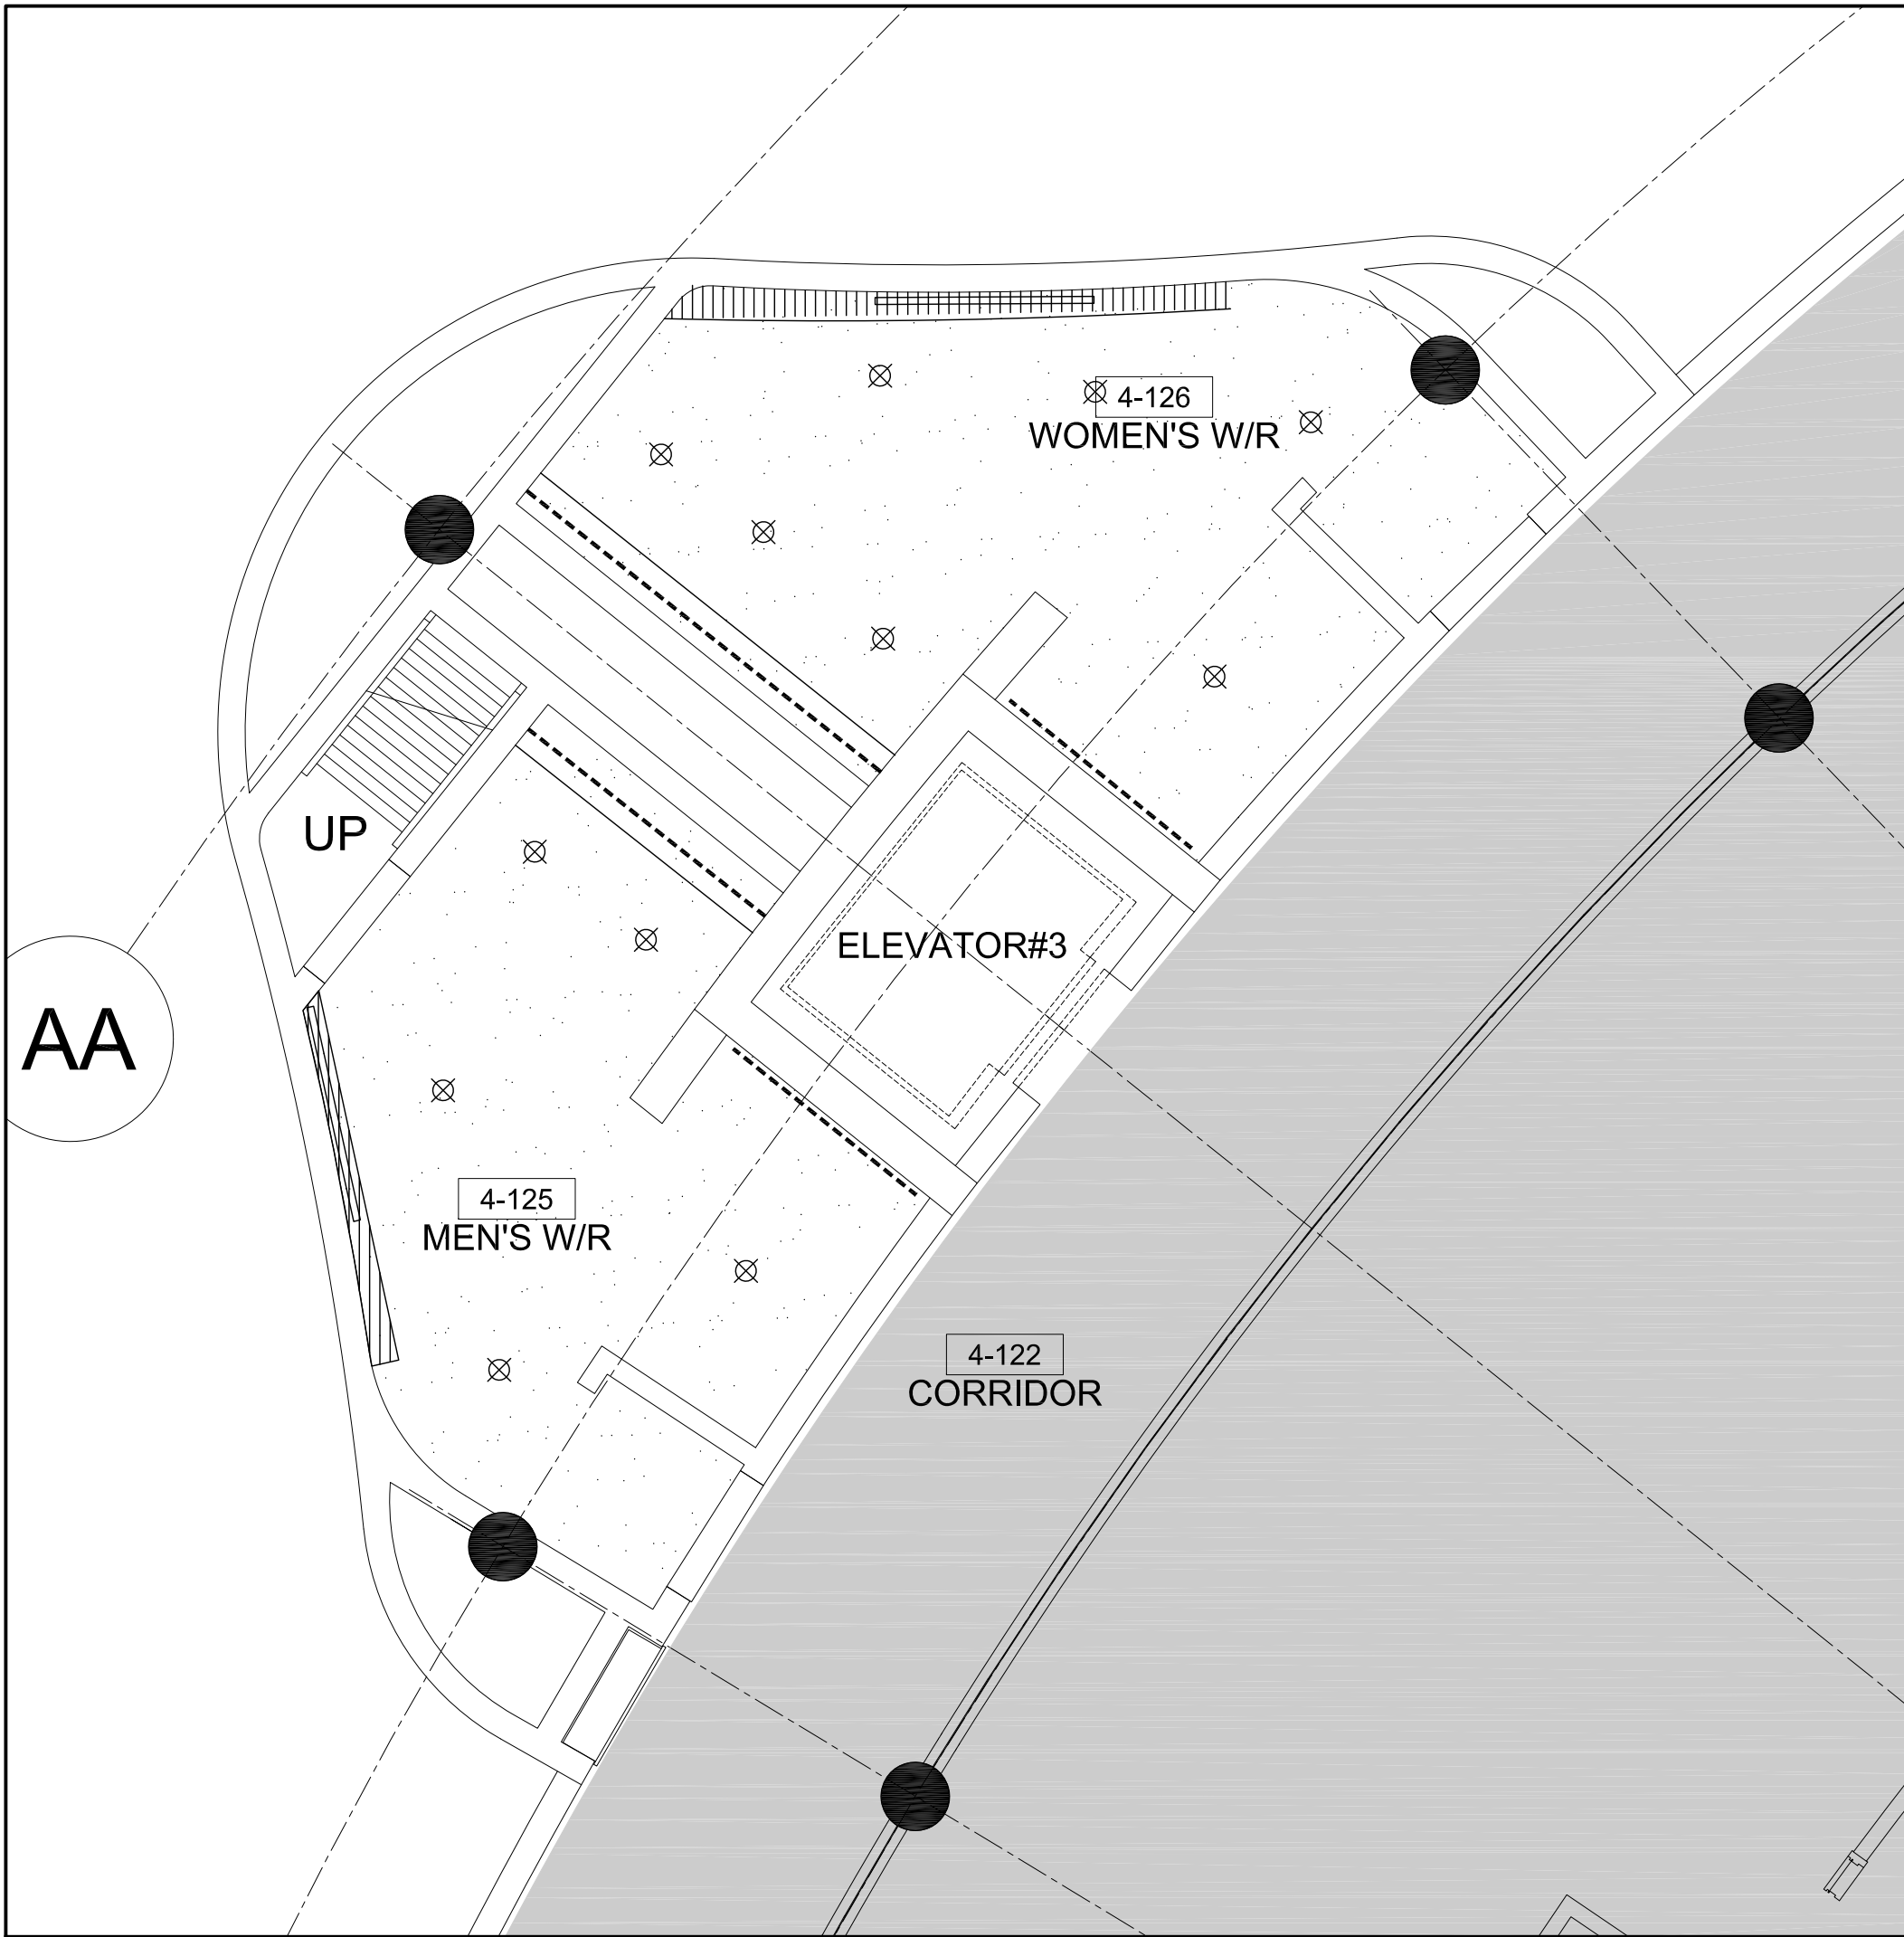 4-126
WOMEN'S W/R
UP
ELEVATOR#3
AA
4-125
MEN'S W/R
4-122
CORRIDOR